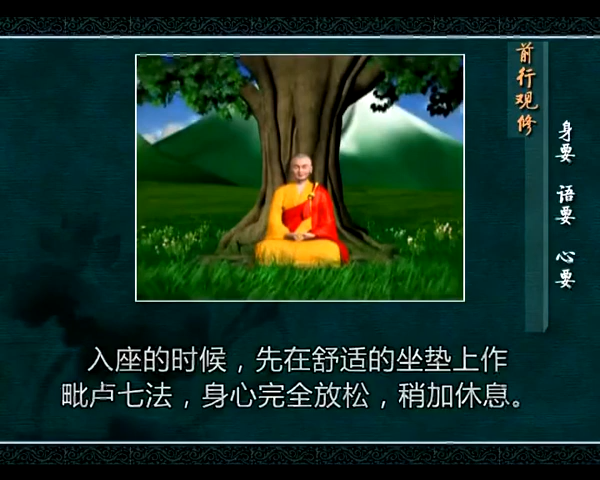 前行观修
身要 语要 心要
入座的时候，先在舒适的坐垫上作
毗卢七法，身心完全放松，稍加休息。